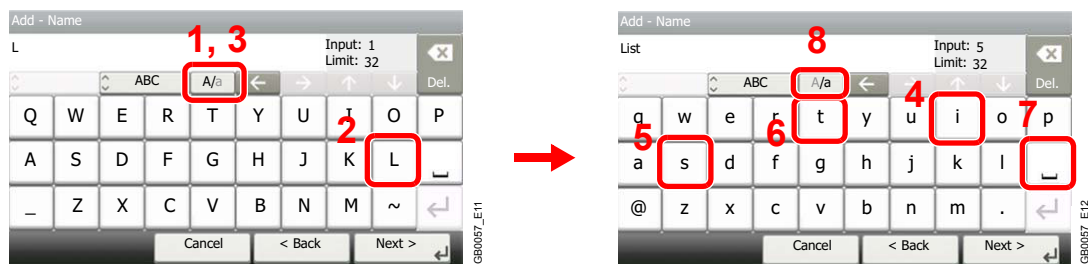 Add - Name
L
1, 3
Input: 1
Limit: 32
ABC
A/a
Del.
Q W E R T Y U I O P
2
A S D F G H J K L
_ Z X C V B N M ~
Cancel
< Back
Next >
GB0057_E11
Add - Name
List
8
Input: 5
Limit: 32
ABC
A/a
Del.
4
q w e r t y u i o p
5
6
7
a s d f g h j k l
@ z x c v b n m .
Cancel
< Back
Next >
GB0057_E12